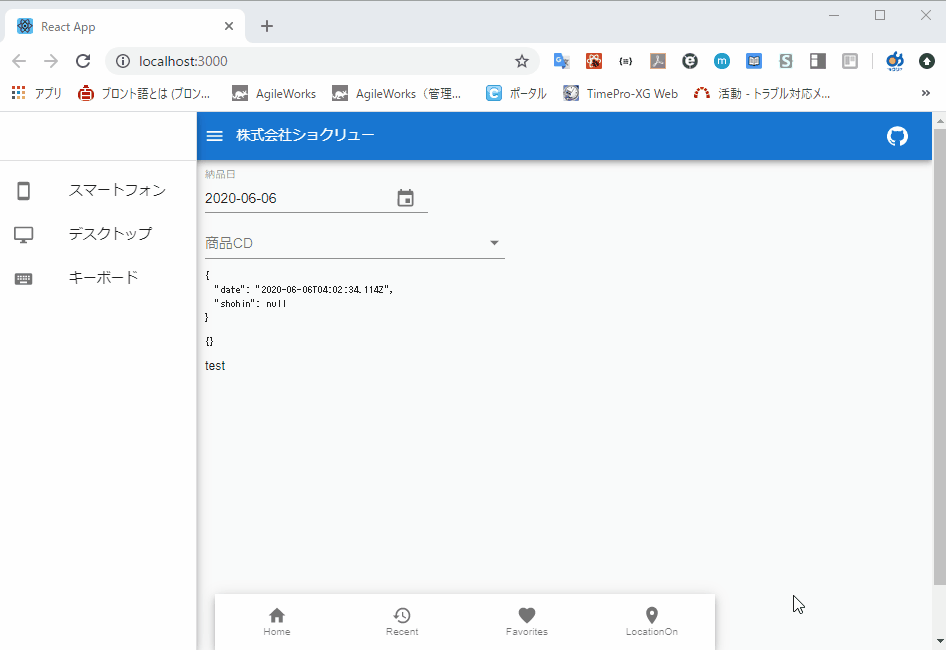 React App
localhost:3000
アプリ ブロント語とは (ブロン... AgileWorks AgileWorks（管理... ポータル TimePro-XG Web 活動 - トラブル対応メ... »
株式会社ショクリュー
スマートフォン
デスクトップ
キーボード
納品日
2020-06-06
商品CD
{
"date": "2020-06-06T04:02:34.114Z",
"shohin": null
}
{}
test
Home Recent Favorites LocationOn